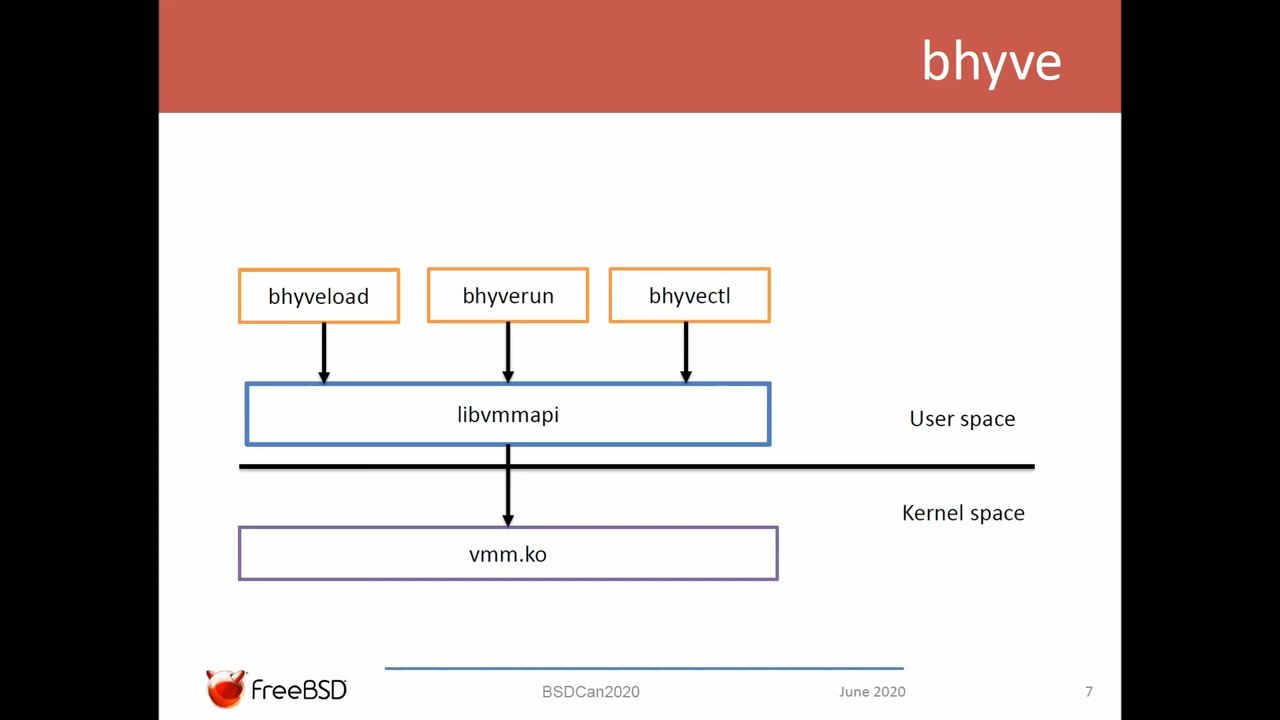 bhyve
bhyveload
bhyverun
bhyvectl
libvmmapi
User space
Kernel space
vmm.ko
FreeBSD
BSDCan2020
June 2020
7